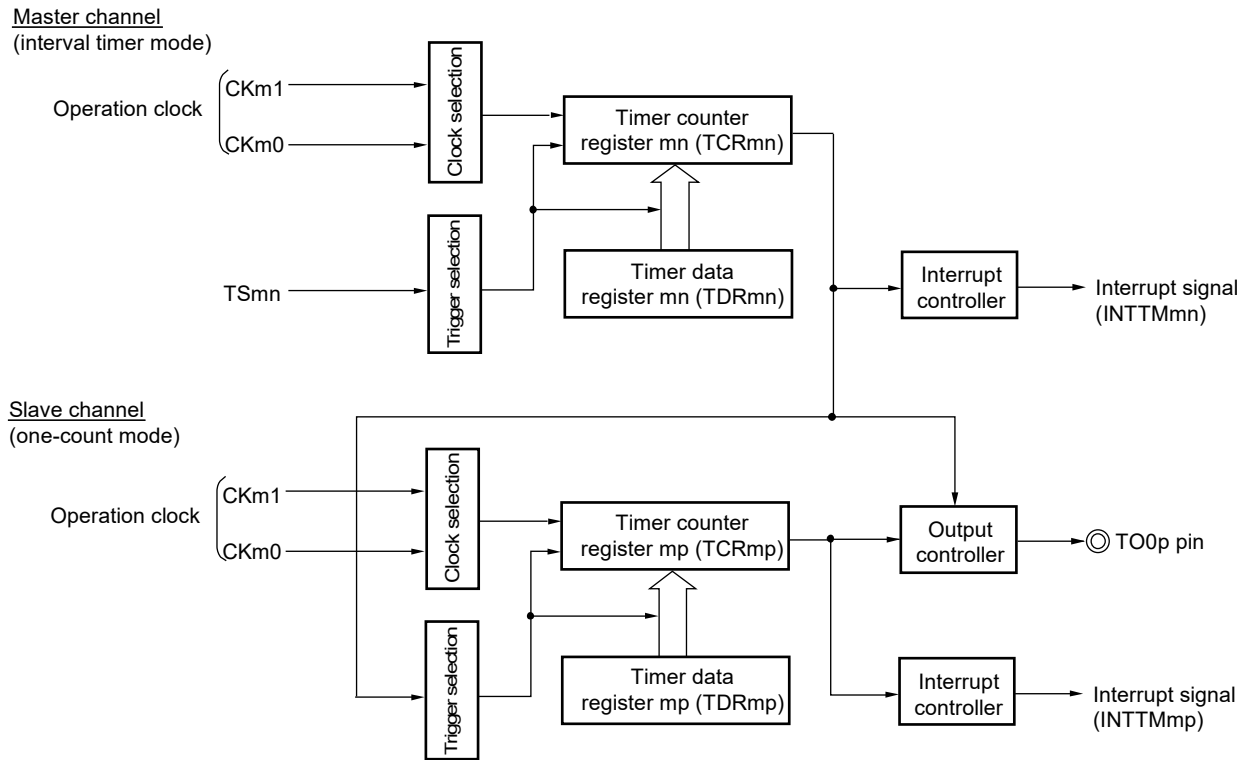 Master channel
(interval timer mode)
Operation clock
CKm1
CKm0
Clock selection
Timer counter
register mn (TCRmn)
TSmn
Trigger selection
Timer data
register mn (TDRmn)
Interrupt
controller
Interrupt signal
(INTTMmn)
Slave channel
(one-count mode)
Operation clock
CKm1
CKm0
Clock selection
Timer counter
register mp (TCRmp)
Output
controller
TO0p pin
Trigger selection
Timer data
register mp (TDRmp)
Interrupt
controller
Interrupt signal
(INTTMmp)